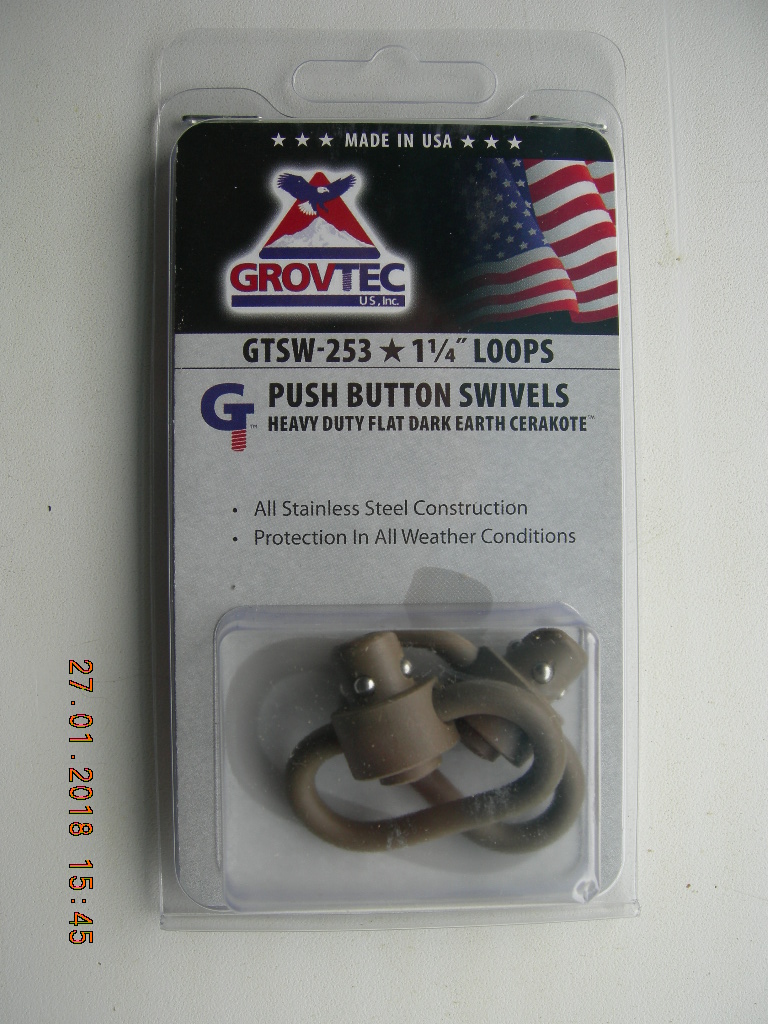 ★ ★ ★ MADE IN USA ★ ★ ★
GROVTEC
US, Inc.
GTSW-253 ★ 1¼" LOOPS
G™ PUSH BUTTON SWIVELS
HEAVY DUTY FLAT DARK EARTH CERAKOTE™
• All Stainless Steel Construction
• Protection In All Weather Conditions
27.01.2018 15:45